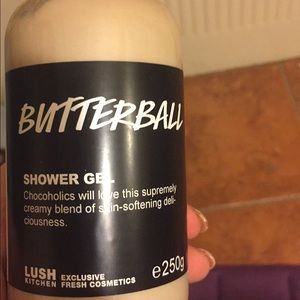 BUTTERBALL
SHOWER GEL
Chocoholics will love this supremely
creamy blend of skin-softening deli-
ciousness.
LUSH EXCLUSIVE
KITCHEN FRESH COSMETICS
e250g